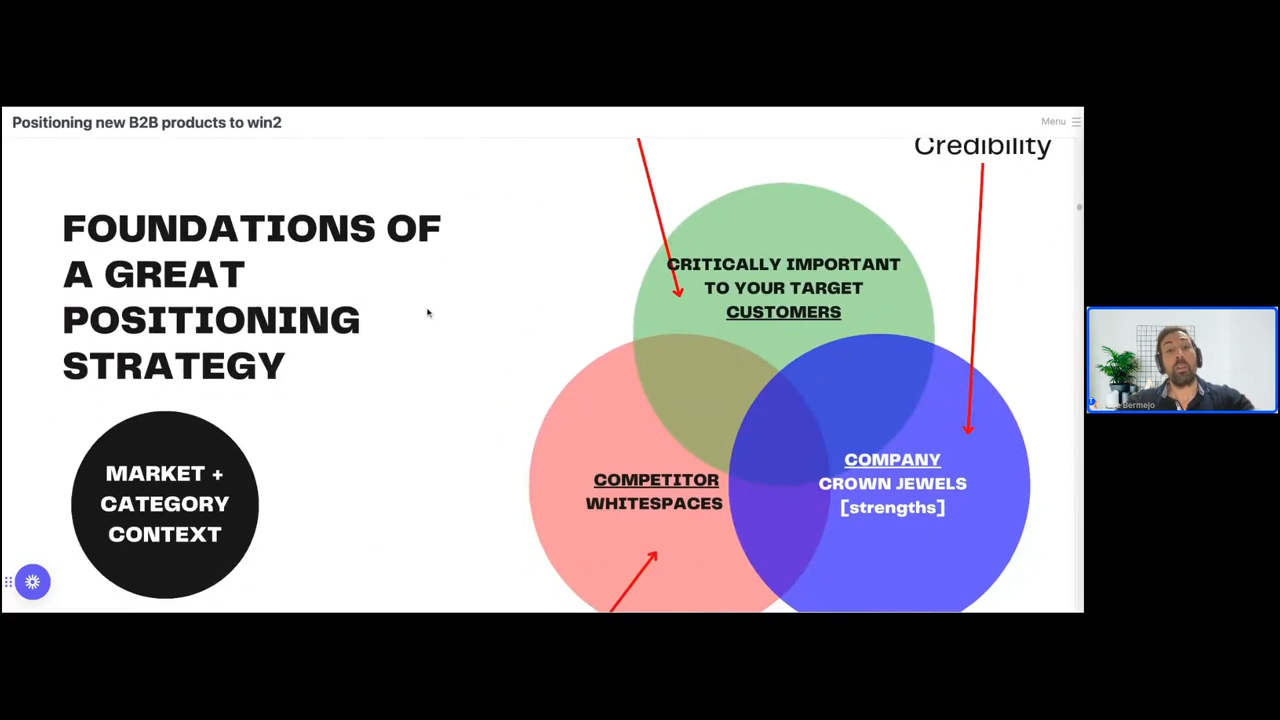 Positioning new B2B products to win2
Menu
Credibility
FOUNDATIONS OF
A GREAT
POSITIONING
STRATEGY
CRITICALLY IMPORTANT
TO YOUR TARGET
CUSTOMERS
MARKET +
CATEGORY
CONTEXT
COMPETITOR
WHITESPACES
COMPANY
CROWN JEWELS
[strengths]
Bermejo